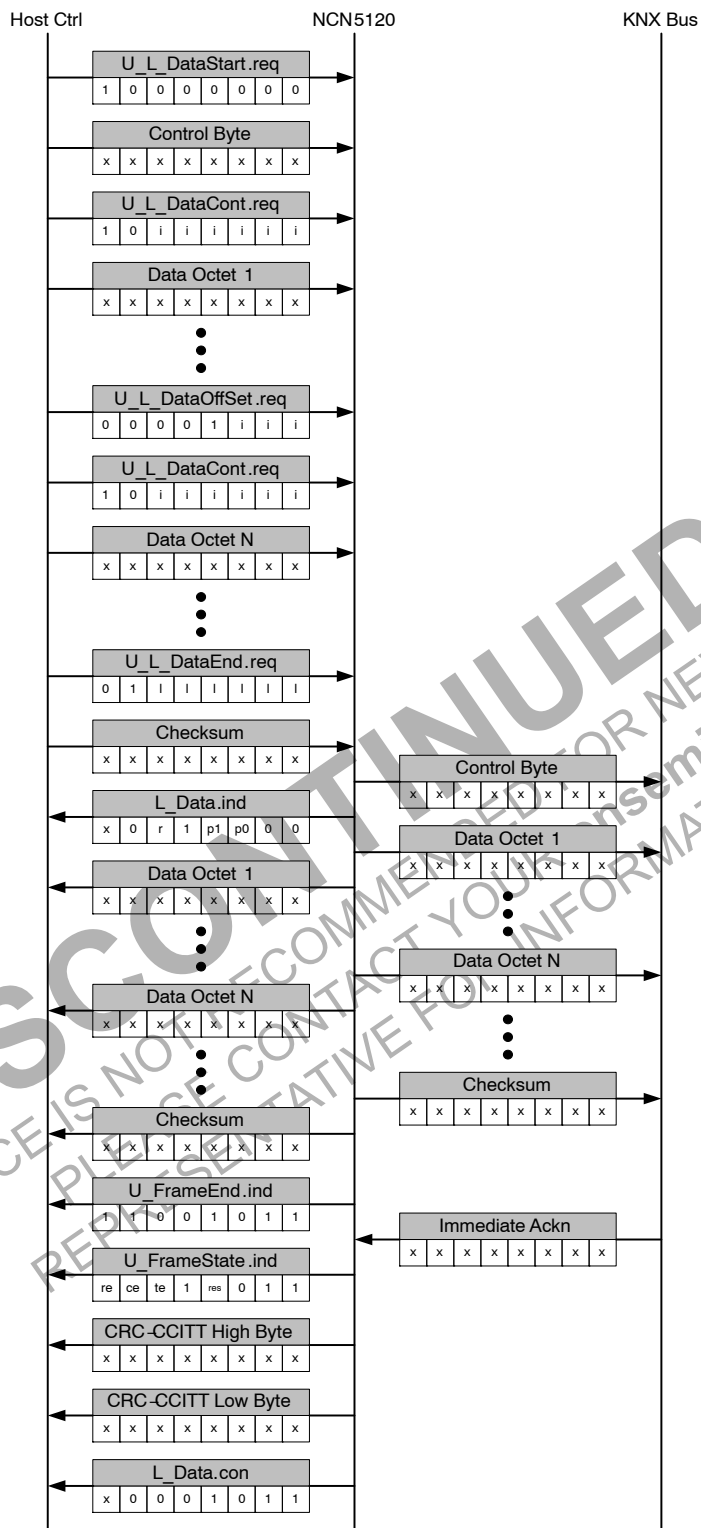 Host Ctrl NCN5120 KNX Bus
U_L_DataStart.req
1 0 0 0 0 0 0 0
Control Byte
x x x x x x x x
U_L_DataCont.req
1 0 i i i i i i
Data Octet 1
x x x x x x x x
U_L_DataOffSet.req
0 0 0 0 1 i i i
U_L_DataCont.req
1 0 i i i i i i
Data Octet N
x x x x x x x x
U_L_DataEnd.req
0 1 l l l l l l
Checksum
x x x x x x x x
Control Byte
x x x x x x x x
L_Data.ind
x 0 r 1 p1 p0 0 0
Data Octet 1
x x x x x x x x
Data Octet 1
x x x x x x x x
Data Octet N
x x x x x x x x
Data Octet N
x x x x x x x x
Checksum
x x x x x x x x
Checksum
x x x x x x x x
U_FrameEnd.ind
1 1 0 0 1 0 1 1
Immediate Ackn
x x x x x x x x
U_FrameState.ind
re ce te 1 res 0 1 1
CRC-CCITT High Byte
x x x x x x x x
CRC-CCITT Low Byte
x x x x x x x x
L_Data.con
x 0 0 0 1 0 1 1
IS NOT RECOMMENDED FOR
PLEASE CONTACT YOUR
REPRESENTATIVE FOR